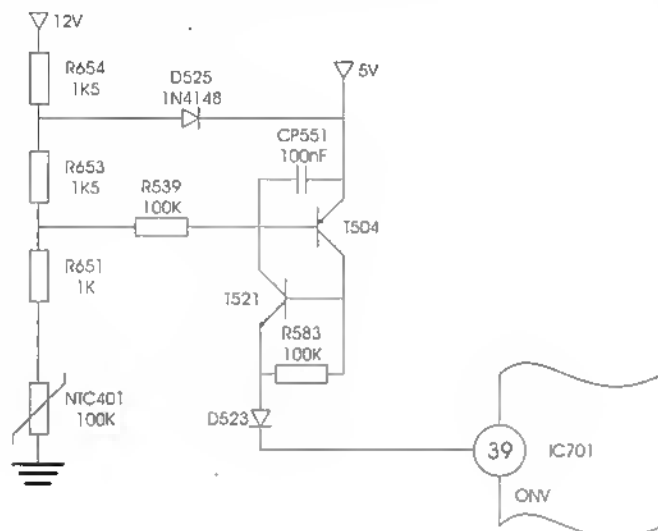 12V
R654
1K5
D525
1N4148
5V
CP551
100nF
R653
1K5
R539
100K
T504
R651
1K
T521
R583
100K
NTC401
100K
D523
39
IC701
ONV